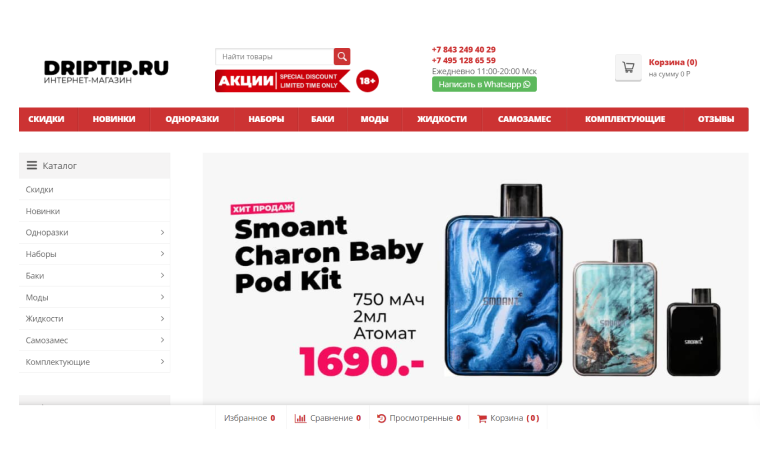 DRIPTIP.RU
ИНТЕРНЕТ-МАГАЗИН
Найти товары
АКЦИИ SPECIAL DISCOUNT LIMITED TIME ONLY 18+
+7 843 249 40 29
+7 495 128 65 59
Ежедневно 11:00-20:00 Мск
Написать в Whatsapp
Корзина (0)
на сумму 0 Р
СКИДКИ НОВИНКИ ОДНОРАЗКИ НАБОРЫ БАКИ МОДЫ ЖИДКОСТИ САМОЗАМЕС КОМПЛЕКТУЮЩИЕ ОТЗЫВЫ
Каталог
Скидки
Новинки
Одноразки
Наборы
Баки
Моды
Жидкости
Самозамес
Комплектующие
ХИТ ПРОДАЖ
Smoant
Charon Baby
Pod Kit
750 мАч
2мл
Атомат
1690.-
SMOANT
SMOANT
SMOANT
Избранное 0 Сравнение 0 Просмотренные 0 Корзина ( 0 )